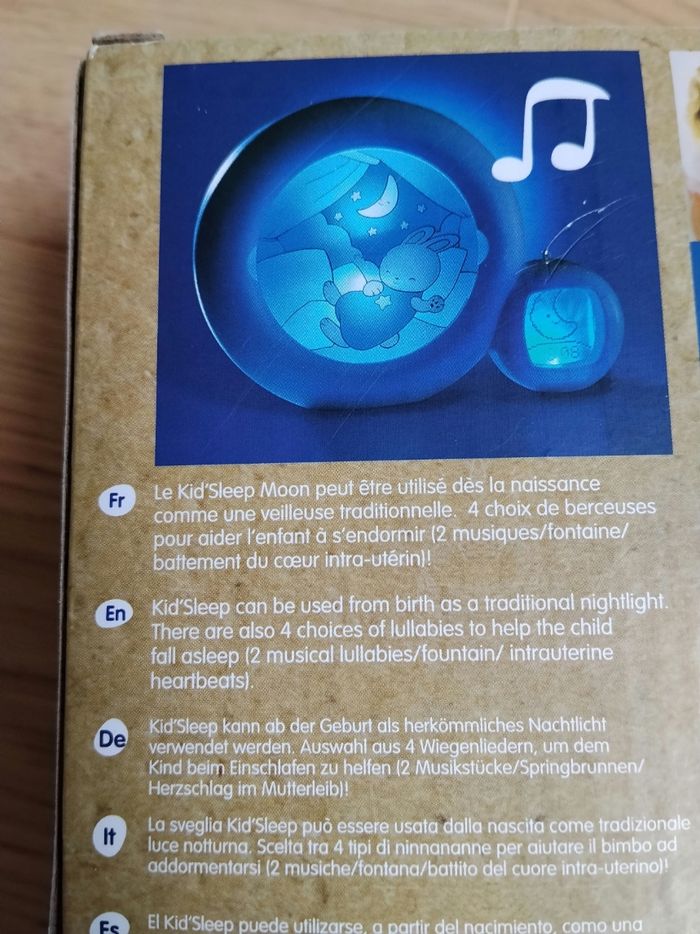 08
Fr
Le Kid'Sleep Moon peut être utilisé dès la naissance
comme une veilleuse traditionnelle. 4 choix de berceuses
pour aider l'enfant à s'endormir (2 musiques/fontaine/
battement du cœur intra-utérin)!
En
Kid'Sleep can be used from birth as a traditional nightlight.
There are also 4 choices of lullabies to help the child
fall asleep (2 musical lullabies/fountain/ intrauterine
heartbeats).
De
Kid'Sleep kann ab der Geburt als herkömmliches Nachtlicht
verwendet werden. Auswahl aus 4 Wiegenliedern, um dem
Kind beim Einschlafen zu helfen (2 Musikstücke/Springbrunnen/
Herzschlag im Mutterleib)!
It
La sveglia Kid'Sleep può essere usata dalla nascita come tradizionale
luce notturna. Scelta tra 4 tipi di ninnananne per aiutare il bimbo ad
addormentarsi (2 musiche/fontana/battito del cuore intra-uterino)!
Es
El Kid'Sleep puede utilizarse, a partir del nacimiento, como una